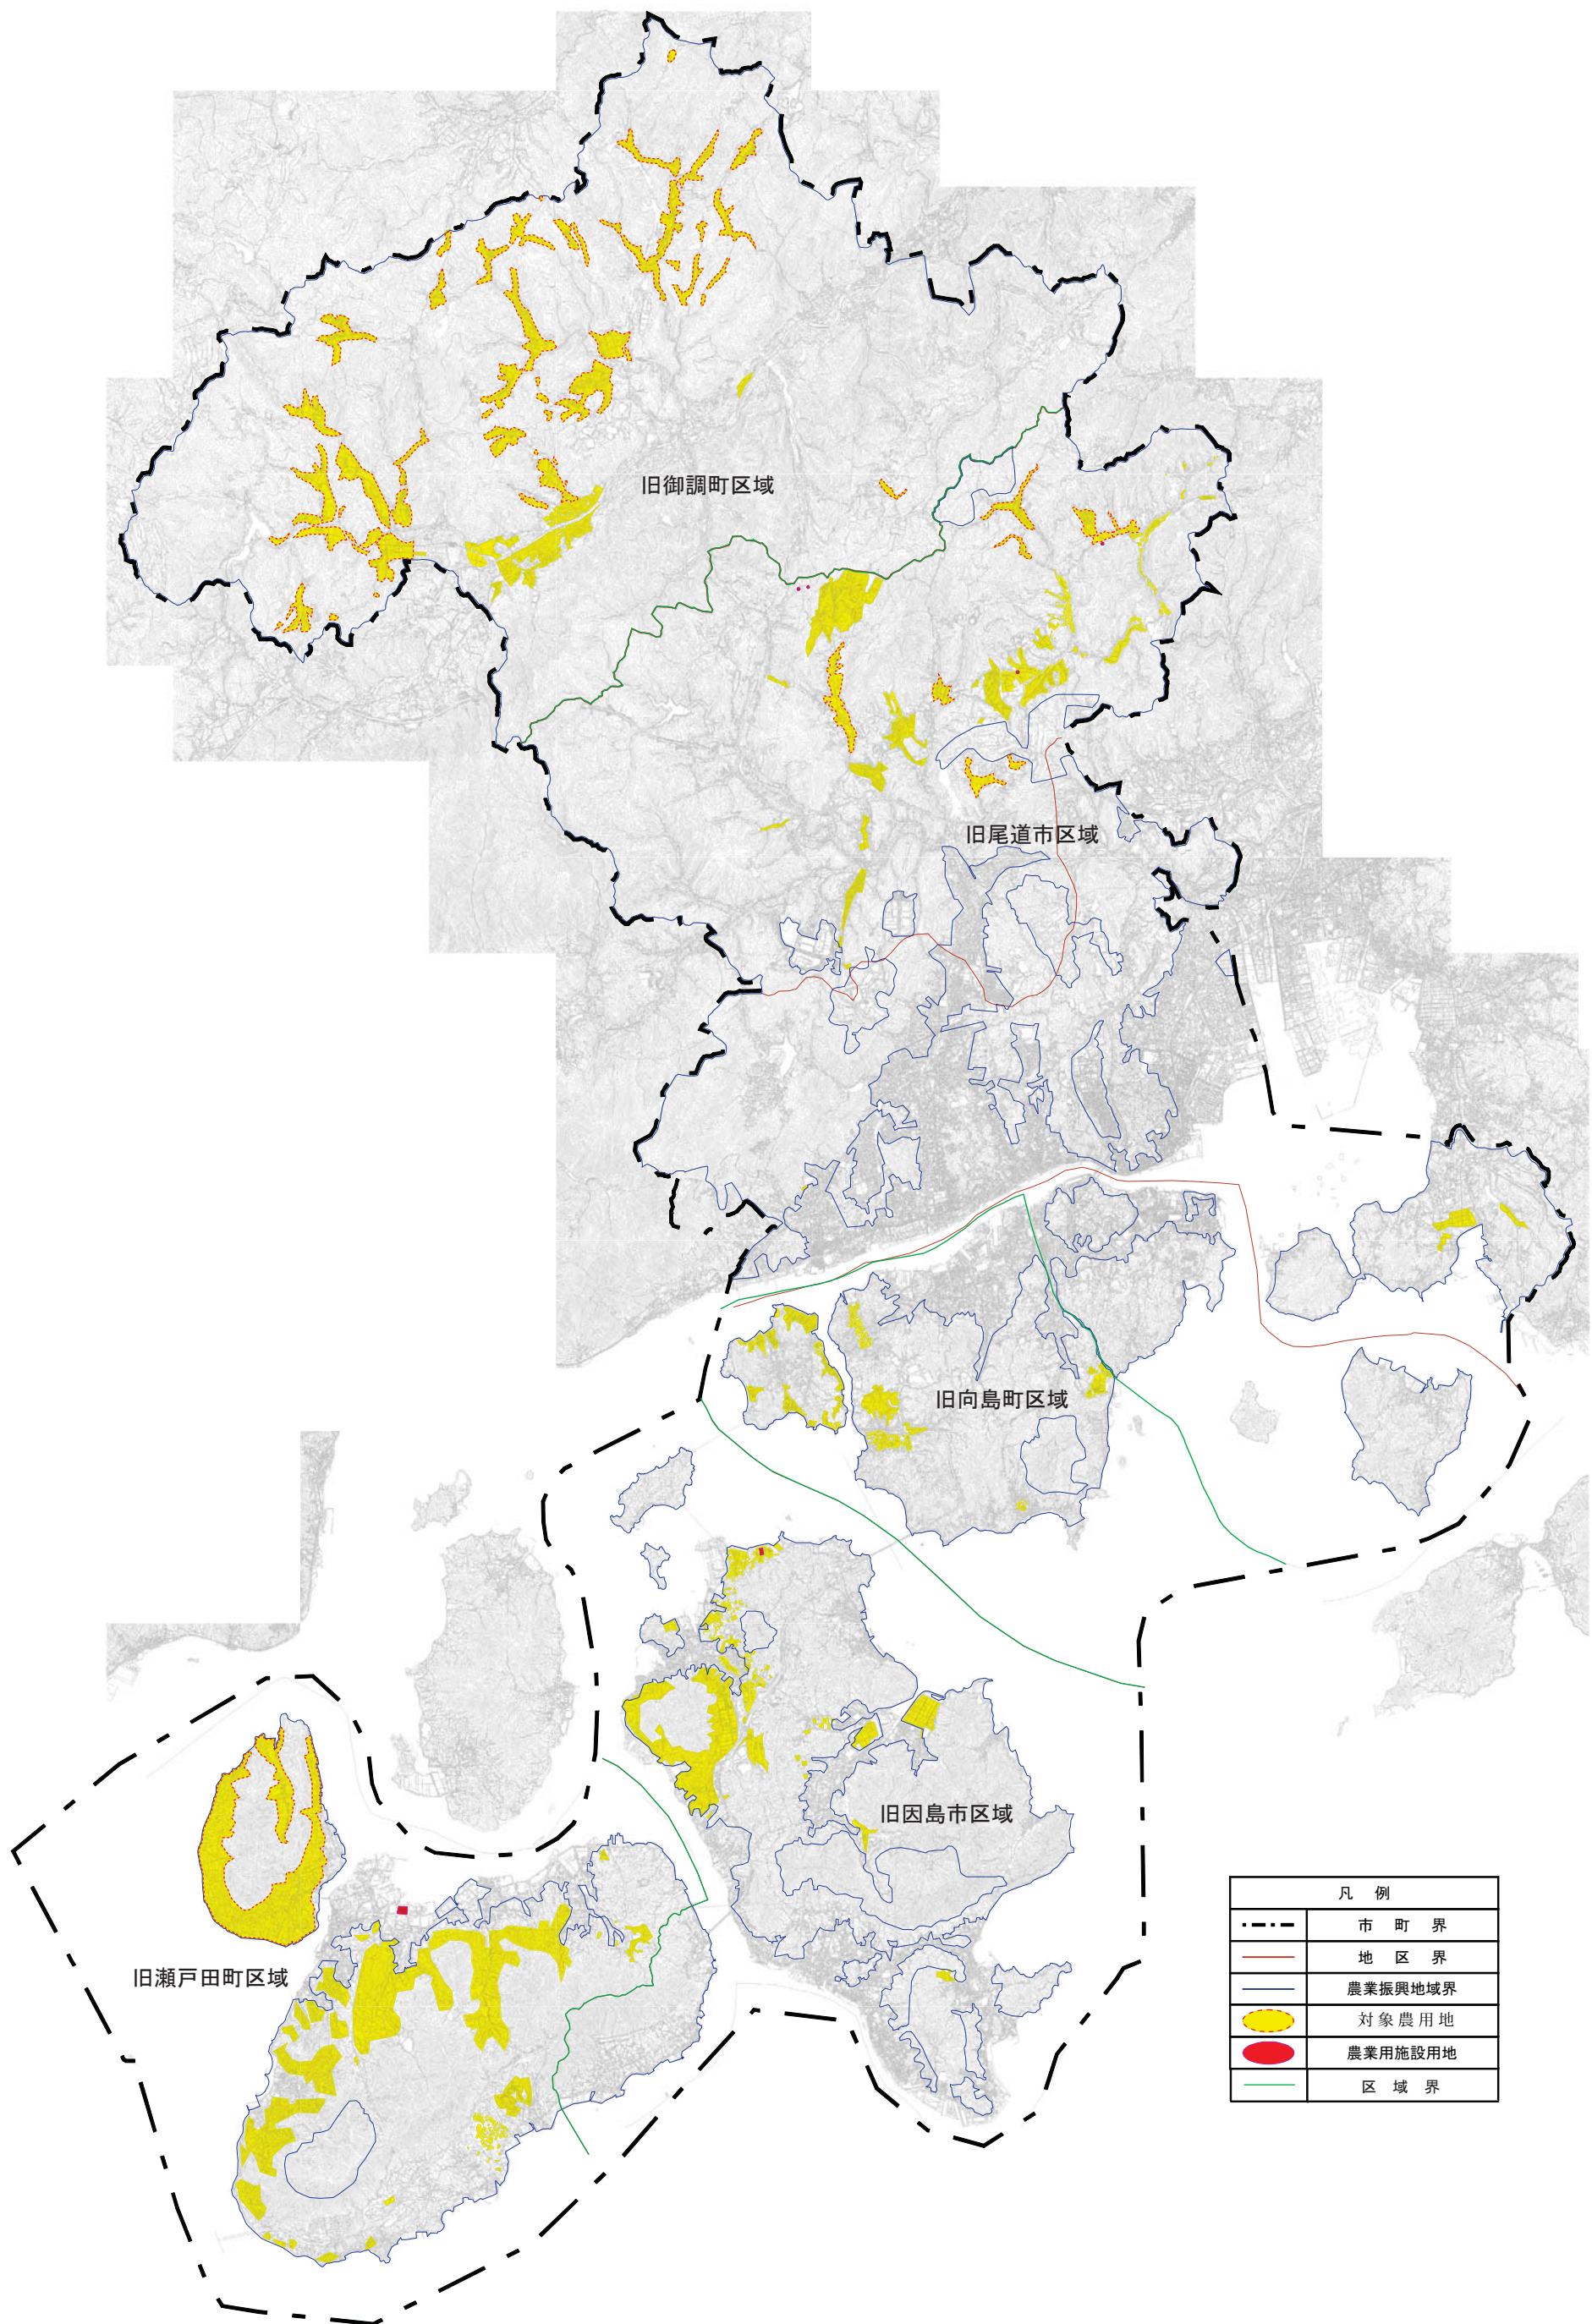 旧御調町区域
旧尾道市区域
旧向島町区域
旧因島市区域
旧瀬戸田町区域
凡 例
市 町 界
地 区 界
農業振興地域界
対象農用地
農業用施設用地
区 域 界